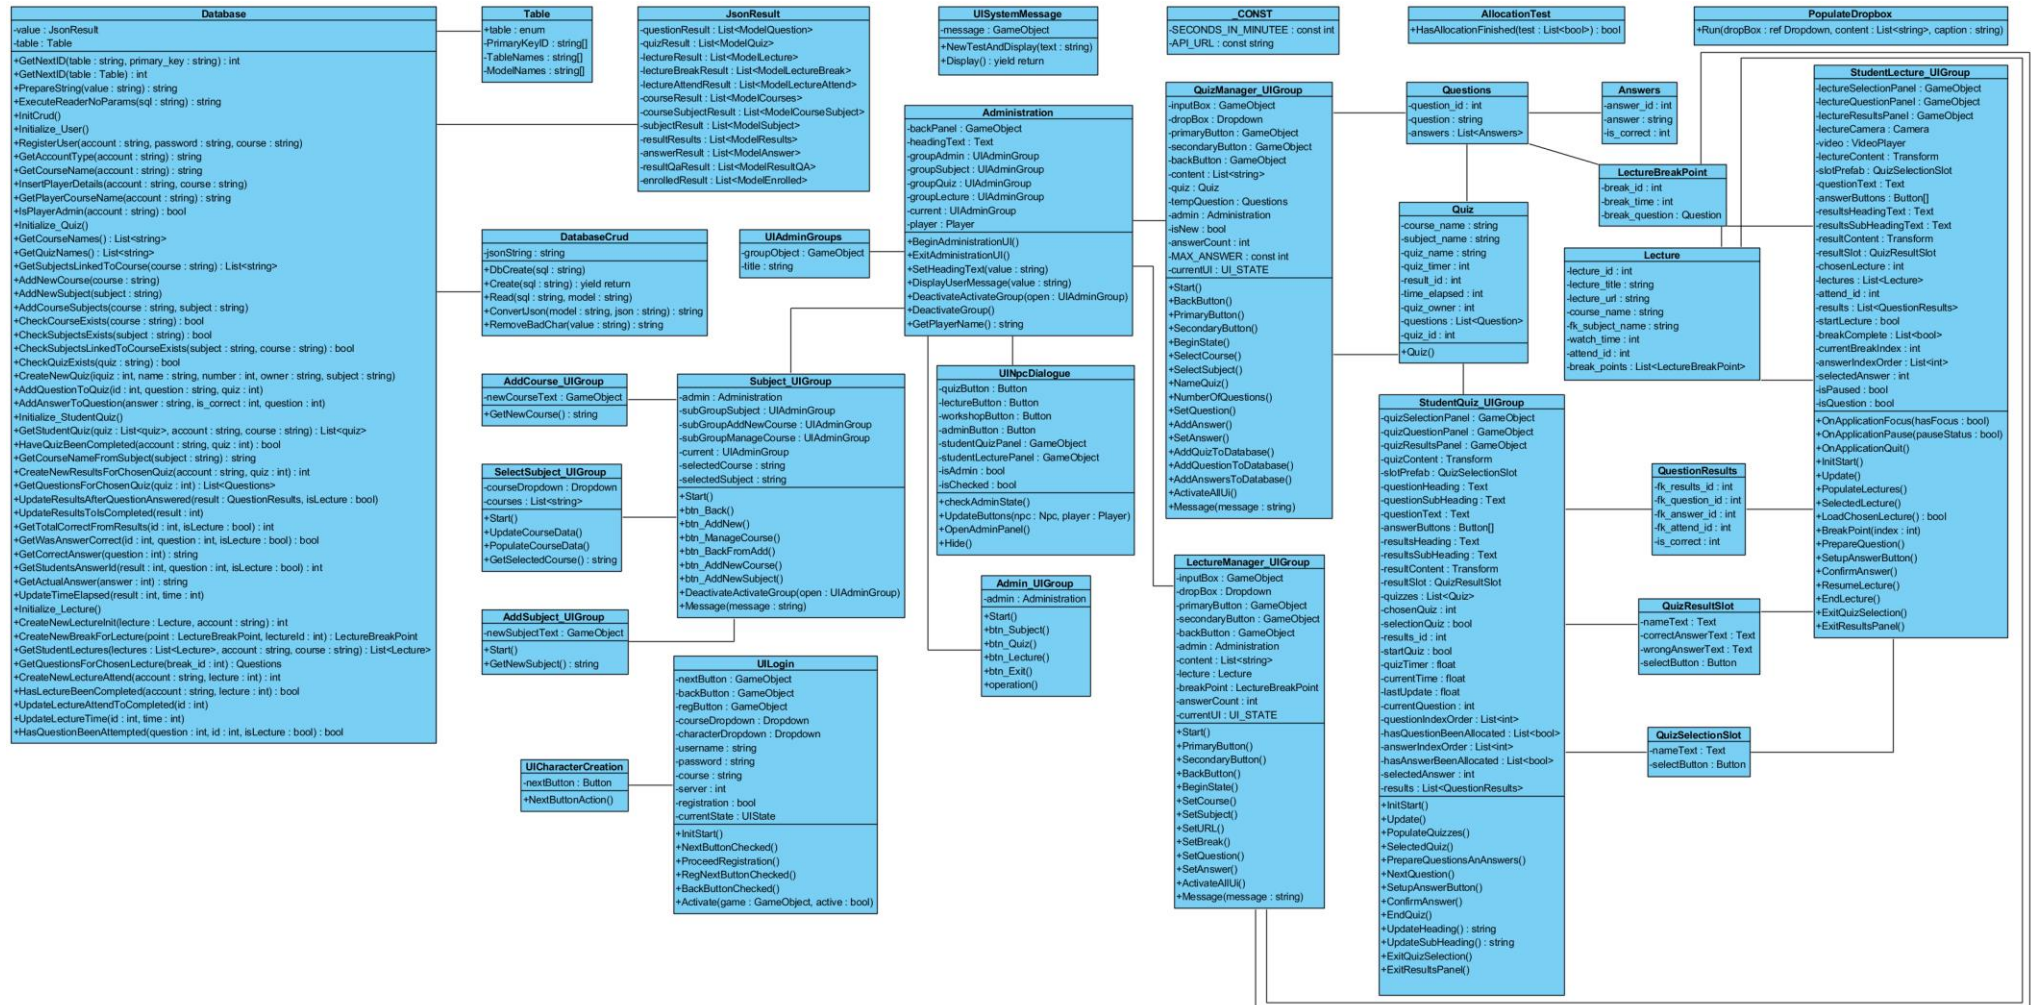 Database
-value : JsonResult
-table : Table
+GetNextID(table : string, primary_key : string) : int
+GetNextID(table : Table) : int
+PrepareString(value : string) : string
+ExecuteReaderNoParams(sql : string) : string
+InitCrud()
+Initialize_User()
+RegisterUser(account : string, password : string, course : string)
+GetAccountType(account : string) : string
+GetCourseName(account : string) : string
+InsertPlayerDetails(account : string, course : string)
+GetPlayerCourseName(account : string) : string
+IsPlayerAdmin(account : string) : bool
+Initialize_Quiz()
+GetCourseNames() : List<string>
+GetQuizNames() : List<string>
+GetSubjectsLinkedToCourse(course : string) : List<string>
+AddNewCourse(course : string)
+AddNewSubject(subject : string)
+AddCourseSubjects(course : string, subject : string)
+CheckCourseExists(course : string) : bool
+CheckSubjectsExists(subject : string) : bool
+CheckSubjectsLinkedToCourseExists(subject : string, course : string) : bool
+CheckQuizExists(quiz : string) : bool
+CreateNewQuiz(iquiz : int, name : string, number : int, owner : string, subject : string)
+AddQuestionToQuiz(id : int, question : string, quiz : int)
+AddAnswerToQuestion(answer : string, is_correct : int, question : int)
+Initialize_StudentQuiz()
+GetStudentQuiz(quiz : List<quiz>, account : string, course : string) : List<quiz>
+HaveQuizBeenCompleted(account : string, quiz : int) : bool
+GetCourseNameFromSubject(subject : string) : string
+CreateNewResultsForChosenQuiz(account : string, quiz : int) : int
+GetQuestionsForChosenQuiz(quiz : int) : List<Questions>
+UpdateResultsAfterQuestionAnswered(result : QuestionResults, isLecture : bool)
+UpdateResultsToIsCompleted(result : int)
+GetTotalCorrectFromResults(id : int, isLecture : bool) : int
+GetWasAnswerCorrect(id : int, question : int, isLecture : bool) : bool
+GetCorrectAnswer(question : int) : string
+GetStudentsAnswerId(result : int, question : int, isLecture : bool) : int
+GetActualAnswer(answer : int) : string
+UpdateTimeElapsed(result : int, time : int)
+Initialize_Lecture()
+CreateNewLectureInit(lecture : Lecture, account : string) : int
+CreateNewBreakForLecture(point : LectureBreakPoint, lectureId : int) : LectureBreakPoint
+GetStudentLectures(lectures : List<Lecture>, account : string, course : string) : List<Lecture>
+GetQuestionsForChosenLecture(break_id : int) : Questions
+CreateNewLectureAttend(account : string, lecture : int) : int
+HasLectureBeenCompleted(account : string, lecture : int) : bool
+UpdateLectureAttendToCompleted(id : int)
+UpdateLectureTime(id : int, time : int)
+HasQuestionBeenAttempted(question : int, id : int, isLecture : bool) : bool
Table
+table : enum
-PrimaryKeyID : string[]
-TableNames : string[]
-ModelNames : string[]
JsonResult
-questionResult : List<ModelQuestion>
-quizResult : List<ModelQuiz>
-lectureResult : List<ModelLecture>
-lectureBreakResult : List<ModelLectureBreak>
-lectureAttendResult : List<ModelLectureAttend>
-courseResult : List<ModelCourses>
-courseSubjectResult : List<ModelCourseSubject>
-subjectResult : List<ModelSubject>
-resultResults : List<ModelResults>
-answerResult : List<ModelAnswer>
-resultQaResult : List<ModelResultQA>
-enrolledResult : List<ModelEnrolled>
DatabaseCrud
-jsonString : string
+DbCreate(sql : string)
+Create(sql : string) : yield return
+Read(sql : string, model : string)
+ConvertJson(model : string, json : string) : string
+RemoveBadChar(value : string) : string
UIAdminGroups
-groupObject : GameObject
-title : string
AddCourse_UIGroup
-newCourseText : GameObject
+GetNewCourse() : string
SelectSubject_UIGroup
-courseDropdown : Dropdown
-courses : List<string>
+Start()
+UpdateCourseData()
+PopulateCourseData()
+GetSelectedCourse() : string
AddSubject_UIGroup
-newSubjectText : GameObject
+Start()
+GetNewSubject() : string
Subject_UIGroup
-admin : Administration
-subGroupSubject : UIAdminGroup
-subGroupAddNewCourse : UIAdminGroup
-subGroupManageCourse : UIAdminGroup
-current : UIAdminGroup
-selectedCourse : string
-selectedSubject : string
+Start()
+btn_Back()
+btn_AddNew()
+btn_ManageCourse()
+btn_BackFromAdd()
+btn_AddNewCourse()
+btn_AddNewSubject()
+DeactivateActivateGroup(open : UIAdminGroup)
+Message(message : string)
UICharacterCreation
-nextButton : Button
+NextButtonAction()
UILogin
-nextButton : GameObject
-backButton : GameObject
-regButton : GameObject
-courseDropdown : Dropdown
-characterDropdown : Dropdown
-username : string
-password : string
-course : string
-server : int
-registration : bool
-currentState : UIState
+InitStart()
+NextButtonChecked()
+ProceedRegistration()
+RegNextButtonChecked()
+BackButtonChecked()
+Activate(game : GameObject, active : bool)
UISystemMessage
-message : GameObject
+NewTestAndDisplay(text : string)
+Display() : yield return
Administration
-backPanel : GameObject
-headingText : Text
-groupAdmin : UIAdminGroup
-groupSubject : UIAdminGroup
-groupQuiz : UIAdminGroup
-groupLecture : UIAdminGroup
-current : UIAdminGroup
-player : Player
+BeginAdministrationUI()
+ExitAdministrationUI()
+SetHeadingText(value : string)
+DisplayUserMessage(value : string)
+DeactivateActivateGroup(open : UIAdminGroup)
+DeactivateGroup()
+GetPlayerName() : string
UINpcDialogue
-quizButton : Button
-lectureButton : Button
-workshopButton : Button
-adminButton : Button
-studentQuizPanel : GameObject
-studentLecturePanel : GameObject
-isAdmin : bool
-isChecked : bool
+checkAdminState()
+UpdateButtons(npc : Npc, player : Player)
+OpenAdminPanel()
+Hide()
Admin_UIGroup
-admin : Administration
+Start()
+btn_Subject()
+btn_Quiz()
+btn_Lecture()
+btn_Exit()
+operation()
_CONST
-SECONDS_IN_MINUTEE : const int
-API_URL : const string
QuizManager_UIGroup
-inputBox : GameObject
-dropBox : Dropdown
-primaryButton : GameObject
-secondaryButton : GameObject
-backButton : GameObject
-content : List<string>
-quiz : Quiz
-tempQuestion : Questions
-admin : Administration
-isNew : bool
-answerCount : int
-MAX_ANSWER : const int
-currentUI : UI_STATE
+Start()
+BackButton()
+PrimaryButton()
+SecondaryButton()
+BeginState()
+SelectCourse()
+SelectSubject()
+NameQuiz()
+NumberOfQuestions()
+SetQuestion()
+AddAnswer()
+SetAnswer()
+AddQuizToDatabase()
+AddQuestionToDatabase()
+AddAnswersToDatabase()
+ActivateAllUi()
+Message(message : string)
LectureManager_UIGroup
-inputBox : GameObject
-dropBox : Dropdown
-primaryButton : GameObject
-secondaryButton : GameObject
-backButton : GameObject
-admin : Administration
-content : List<string>
-lecture : Lecture
-breakPoint : LectureBreakPoint
-answerCount : int
-currentUI : UI_STATE
+Start()
+PrimaryButton()
+SecondaryButton()
+BackButton()
+BeginState()
+SetCourse()
+SetSubject()
+SetURL()
+SetBreak()
+SetQuestion()
+SetAnswer()
+ActivateAllUi()
+Message(message : string)
AllocationTest
+HasAllocationFinished(test : List<bool>) : bool
Questions
-question_id : int
-question : string
-answers : List<Answers>
Answers
-answer_id : int
-answer : string
-is_correct : int
LectureBreakPoint
-break_id : int
-break_time : int
-break_question : Question
Quiz
-course_name : string
-subject_name : string
-quiz_name : string
-quiz_timer : int
-result_id : int
-time_elapsed : int
-quiz_owner : int
-questions : List<Question>
-quiz_id : int
+Quiz()
Lecture
-lecture_id : int
-lecture_title : string
-lecture_url : string
-course_name : string
-fk_subject_name : string
-watch_time : int
-attend_id : int
-break_points : List<LectureBreakPoint>
StudentQuiz_UIGroup
-quizSelectionPanel : GameObject
-quizQuestionPanel : GameObject
-quizResultsPanel : GameObject
-quizContent : Transform
-slotPrefab : QuizSelectionSlot
-questionHeading : Text
-questionSubHeading : Text
-questionText : Text
-answerButtons : Button[]
-resultsHeading : Text
-resultsSubHeading : Text
-resultContent : Transform
-resultSlot : QuizResultSlot
-quizzes : List<Quiz>
-chosenQuiz : int
-selectionQuiz : bool
-results_id : int
-startQuiz : bool
-quizTimer : float
-currentTime : float
-lastUpdate : float
-currentQuestion : int
-questionIndexOrder : List<int>
-hasQuestionBeenAllocated : List<bool>
-answerIndexOrder : List<int>
-hasAnswerBeenAllocated : List<bool>
-selectedAnswer : int
-results : List<QuestionResults>
+InitStart()
+Update()
+PopulateQuizzes()
+SelectedQuiz()
+PrepareQuestionsAnAnswers()
+NextQuestion()
+SetupAnswerButton()
+ConfirmAnswer()
+EndQuiz()
+UpdateHeading() : string
+UpdateSubHeading() : string
+ExitQuizSelection()
+ExitResultsPanel()
QuestionResults
-fk_results_id : int
-fk_question_id : int
-fk_answer_id : int
-fk_attend_id : int
-is_correct : int
QuizResultSlot
-nameText : Text
-correctAnswerText : Text
-wrongAnswerText : Text
-selectButton : Button
QuizSelectionSlot
-nameText : Text
-selectButton : Button
PopulateDropbox
+Run(dropBox : ref Dropdown, content : List<string>, caption : string)
StudentLecture_UIGroup
-lectureSelectionPanel : GameObject
-lectureQuestionPanel : GameObject
-lectureResultsPanel : GameObject
-lectureCamera : Camera
-video : VideoPlayer
-lectureContent : Transform
-slotPrefab : QuizSelectionSlot
-questionText : Text
-answerButtons : Button[]
-resultsHeadingText : Text
-resultsSubHeadingText : Text
-resultContent : Transform
-resultSlot : QuizResultSlot
-chosenLecture : int
-lectures : List<Lecture>
-attend_id : int
-results : List<QuestionResults>
-startLecture : bool
-breakComplete : List<bool>
-currentBreakIndex : int
-answerIndexOrder : List<int>
-selectedAnswer : int
-isPaused : bool
-isQuestion : bool
+OnApplicationFocus(hasFocus : bool)
+OnApplicationPause(pauseStatus : bool)
+OnApplicationQuit()
+InitStart()
+Update()
+PopulateLectures()
+SelectedLecture()
+LoadChosenLecture() : bool
+BreakPoint(index : int)
+PrepareQuestion()
+SetupAnswerButton()
+ConfirmAnswer()
+ResumeLecture()
+EndLecture()
+ExitQuizSelection()
+ExitResultsPanel()